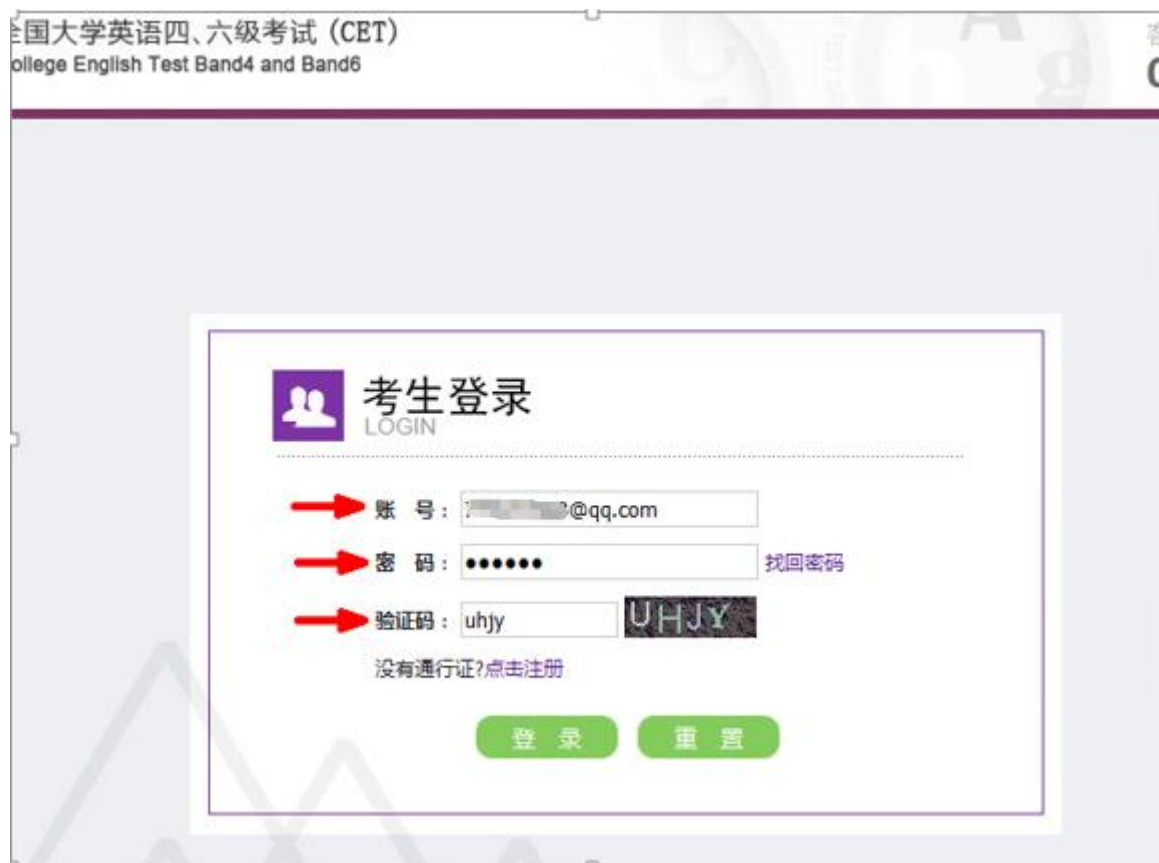 全国大学英语四、六级考试 (CET)
ollege English Test Band4 and Band6
考生登录
LOGIN
账 号： @qq.com
密 码： ●●●●●● 找回密码
验证码： uhjy UHJY
没有通行证?点击注册
登 录 重 置